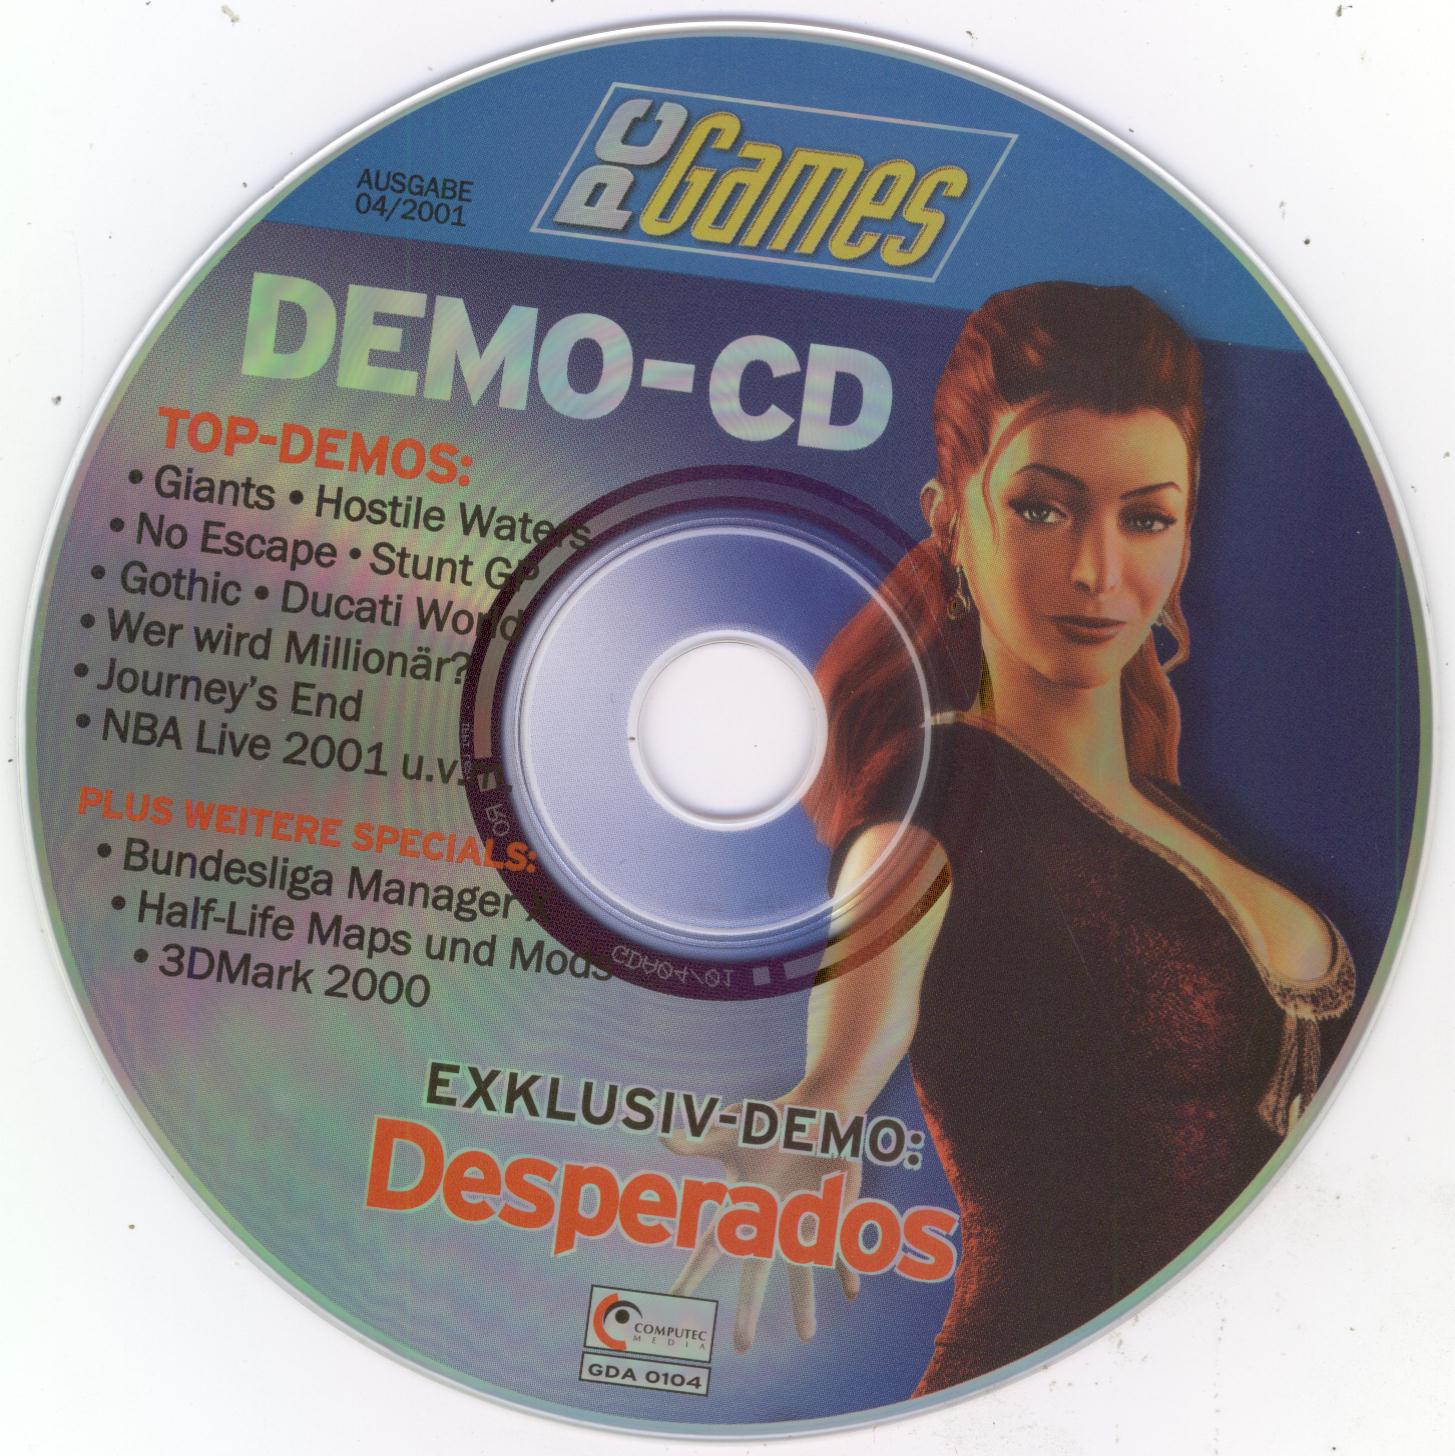 PC Games
AUSGABE
04/2001
DEMO-CD
TOP-DEMOS:
• Giants • Hostile Waters
• No Escape • Stunt GP
• Gothic • Ducati World
• Wer wird Millionär?
• Journey's End
• NBA Live 2001 u.v.
PLUS WEITERE SPECIALS:
• Bundesliga Manager X
• Half-Life Maps und Mods
• 3DMark 2000
GDA04/01
EXKLUSIV-DEMO:
Desperados
COMPUTEC
MEDIA
GDA 0104